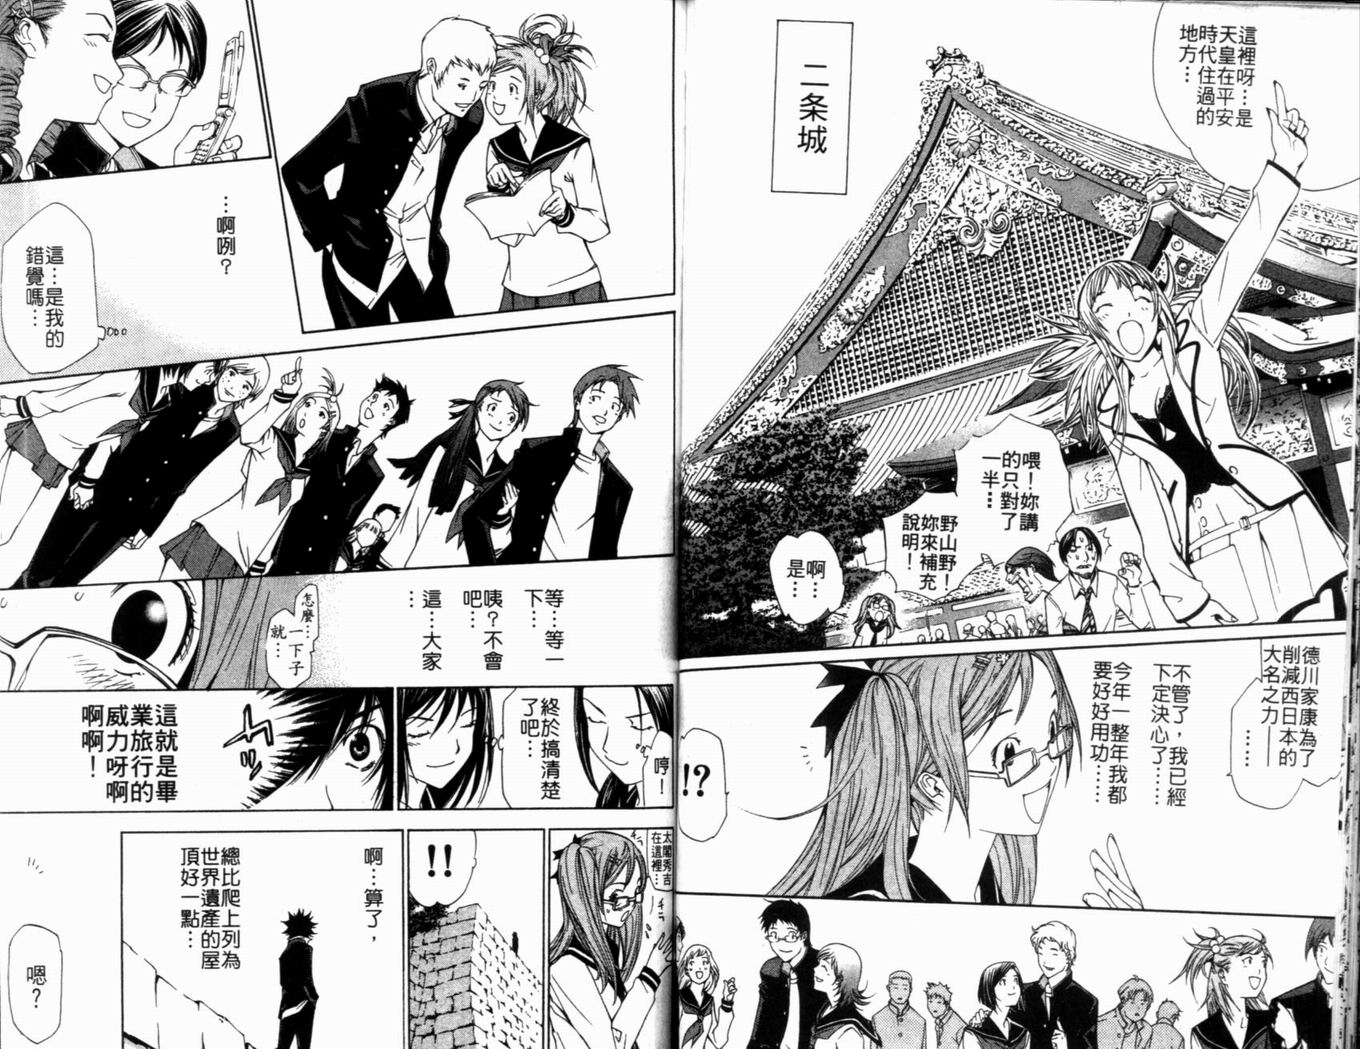 這裡呀…是
天皇在平安
時代住過的
地方…
二条城
喂！妳講
的只對了
一半…
野山野！
妳來補充
說明！
啊…
是…
德川家康為了
削減西日本的
大名之力——
……
不管了，我已經
下定決心了……
今年一整年我都
要好好用功……
!?
…啊咧？
這…是我的
錯覺嗎…
等…等一
下…
咦？不會
吧…
這…大家
…
怎麼…一下子
就…
哼！
終於搞清楚
了吧…
這就是畢
業旅行的
威力呀啊
啊啊！
太閤秀吉
在這裡…
!!
啊…算了，
總比爬上列為
世界遺產的屋
頂好一點…
嗯？